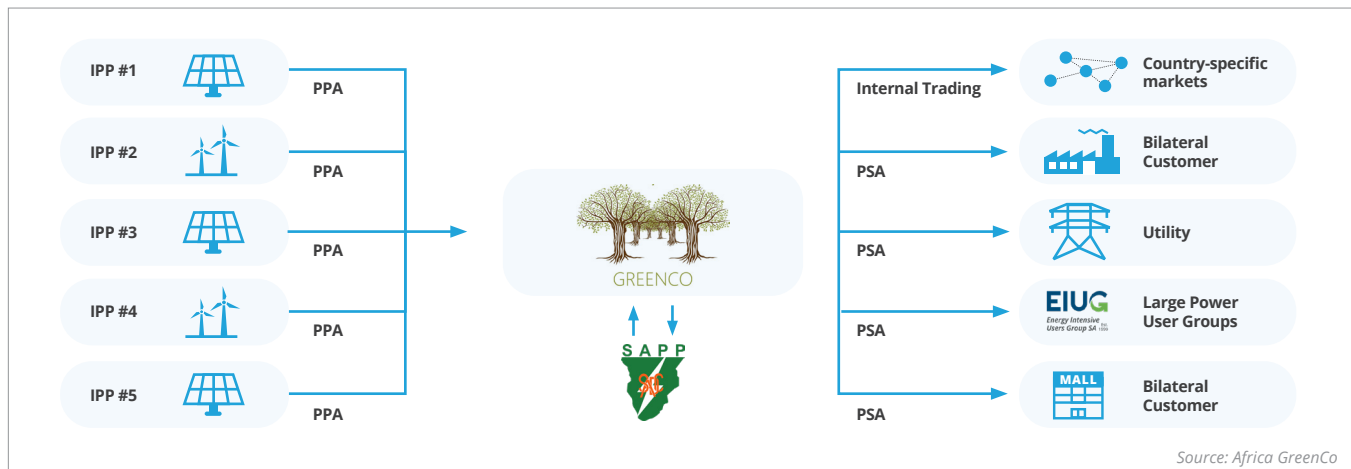 IPP #1
PPA
IPP #2
PPA
IPP #3
PPA
IPP #4
PPA
IPP #5
PPA
GREENCO
SAPP
Internal Trading
Country-specific
markets
PSA
Bilateral
Customer
PSA
Utility
PSA
EIUG
Energy Intensive
Users Group SA
Large Power
User Groups
PSA
MALL
Bilateral
Customer
Source: Africa GreenCo